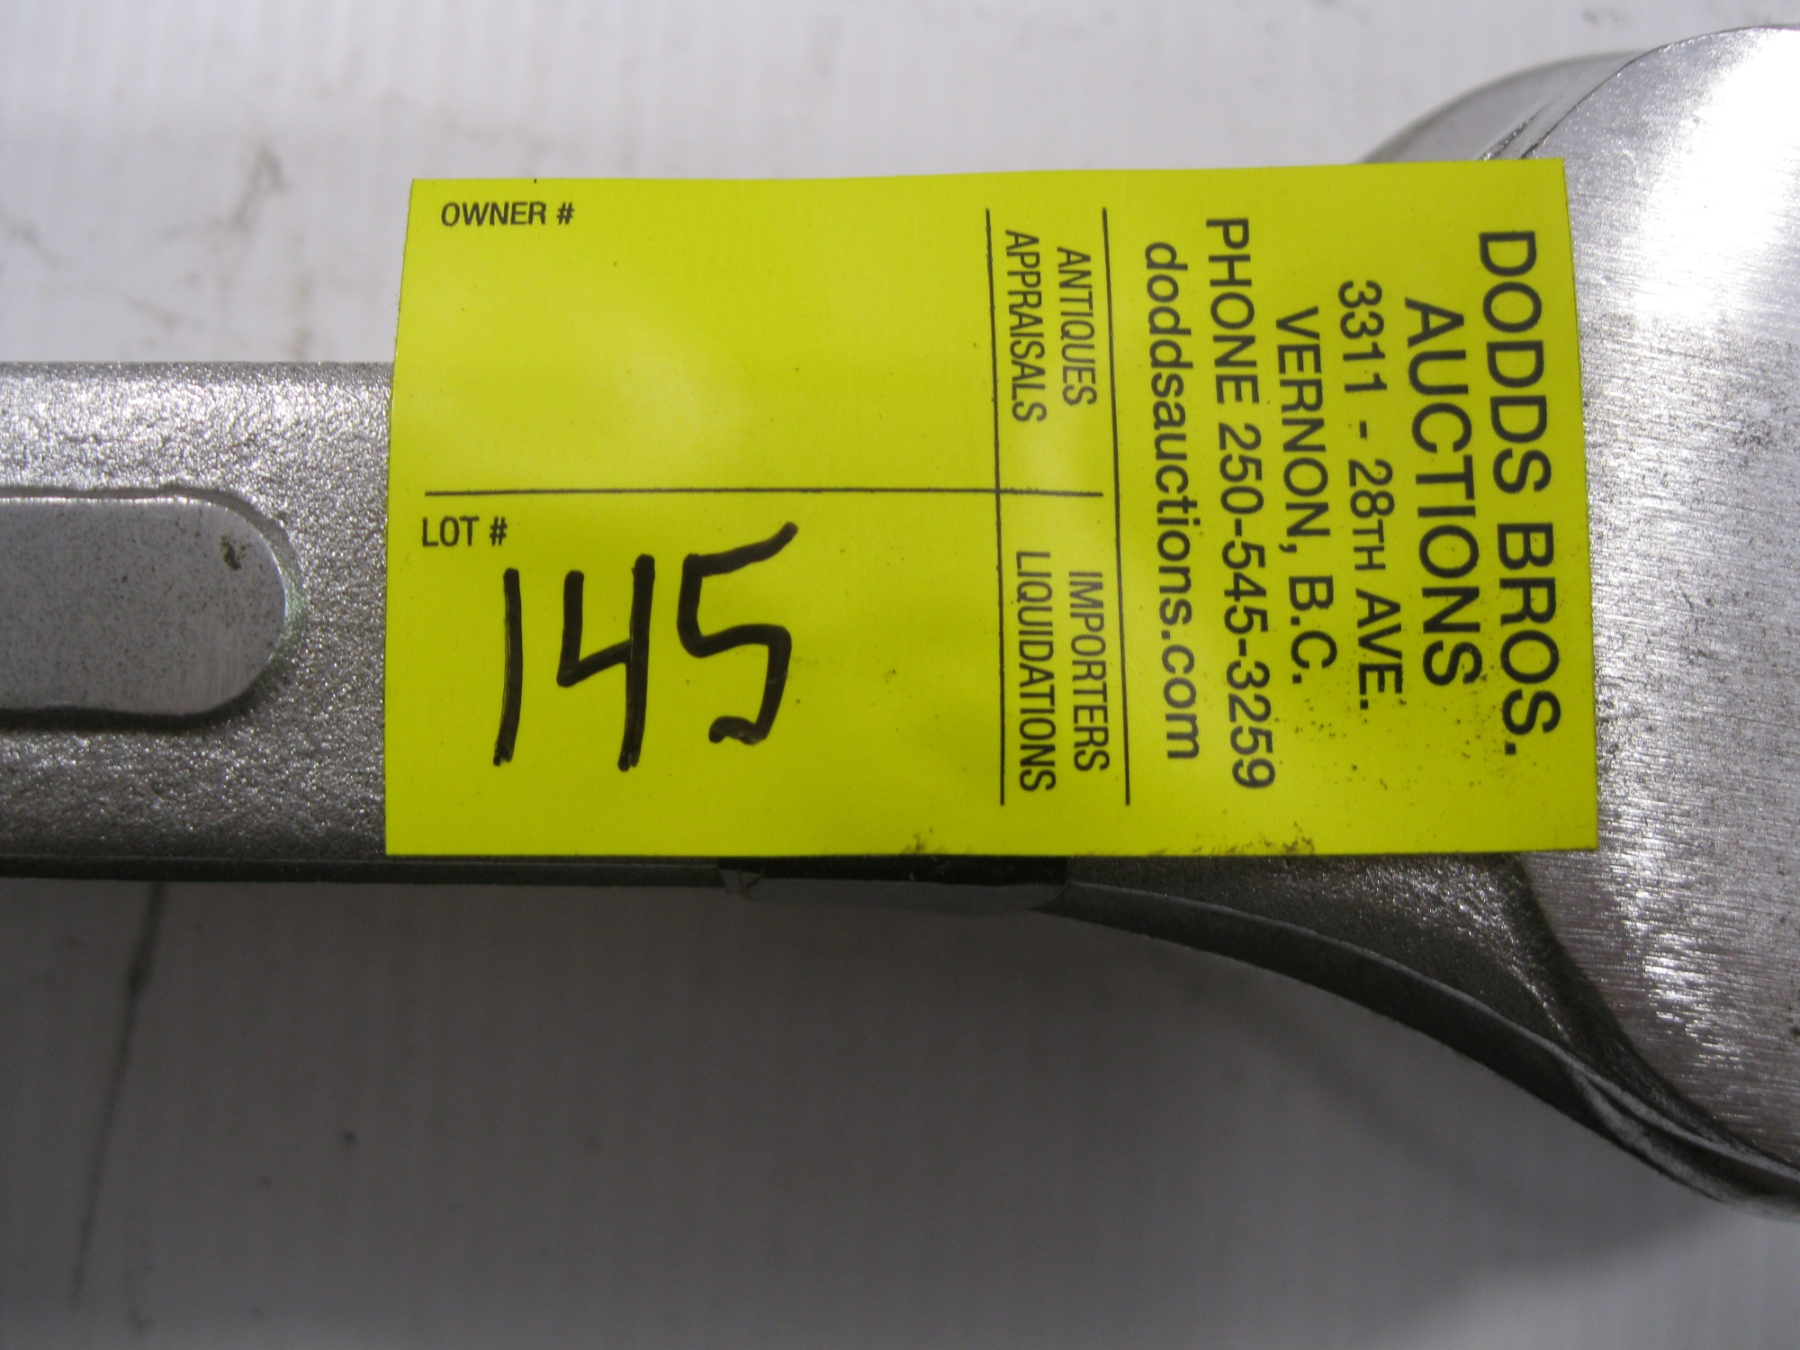 DODDS BROS.
AUCTIONS
3311 - 28TH AVE.
VERNON, B.C.
PHONE 250-545-3259
doddsauctions.com
ANTIQUES IMPORTERS
APPRAISALS LIQUIDATIONS
OWNER #
LOT #
145